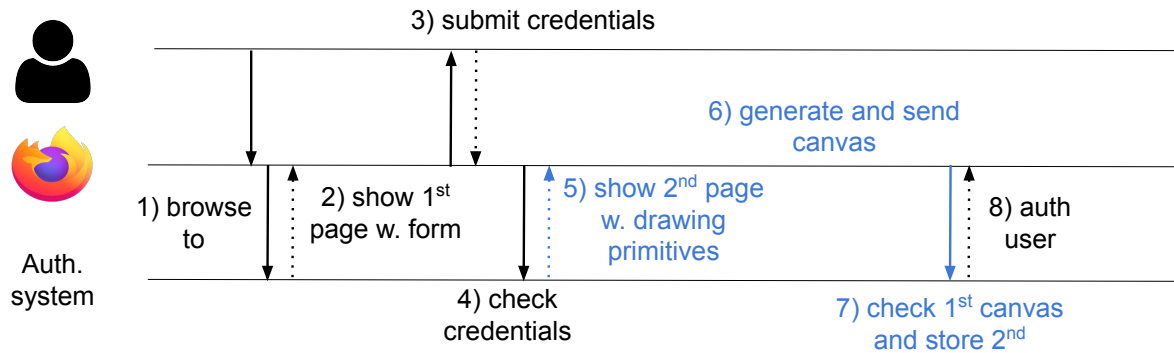 3) submit credentials
6) generate and send
canvas
1) browse
to
2) show 1st
page w. form
5) show 2nd page
w. drawing
primitives
8) auth
user
Auth.
system
4) check
credentials
7) check 1st canvas
and store 2nd